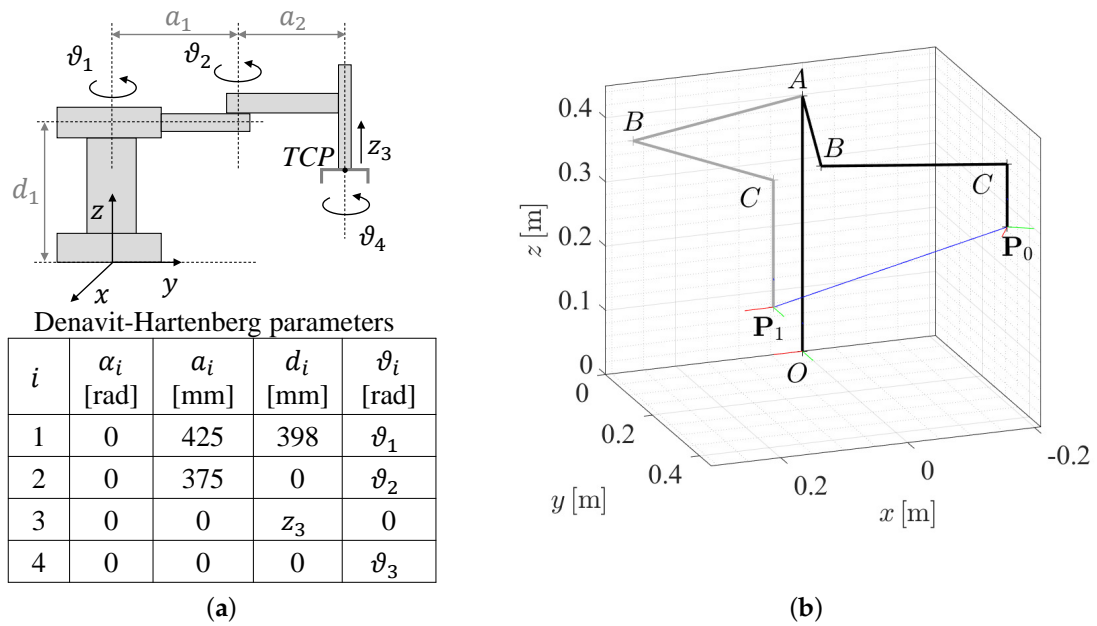 a₁ a₂
ϑ₁ ϑ₂
d₁
TCP z₃
z
ϑ₄
x y
Denavit-Hartenberg parameters
i αᵢ aᵢ dᵢ ϑᵢ
[rad] [mm] [mm] [rad]
1 0 425 398 ϑ₁
2 0 375 0 ϑ₂
3 0 0 z₃ 0
4 0 0 0 ϑ₃
(a)
A
B B
C C
P₀
P₁
O
z [m]
0.4
0.3
0.2
0.1
0
0
0.2
0.4
y [m]
0.2
0
-0.2
x [m]
(b)